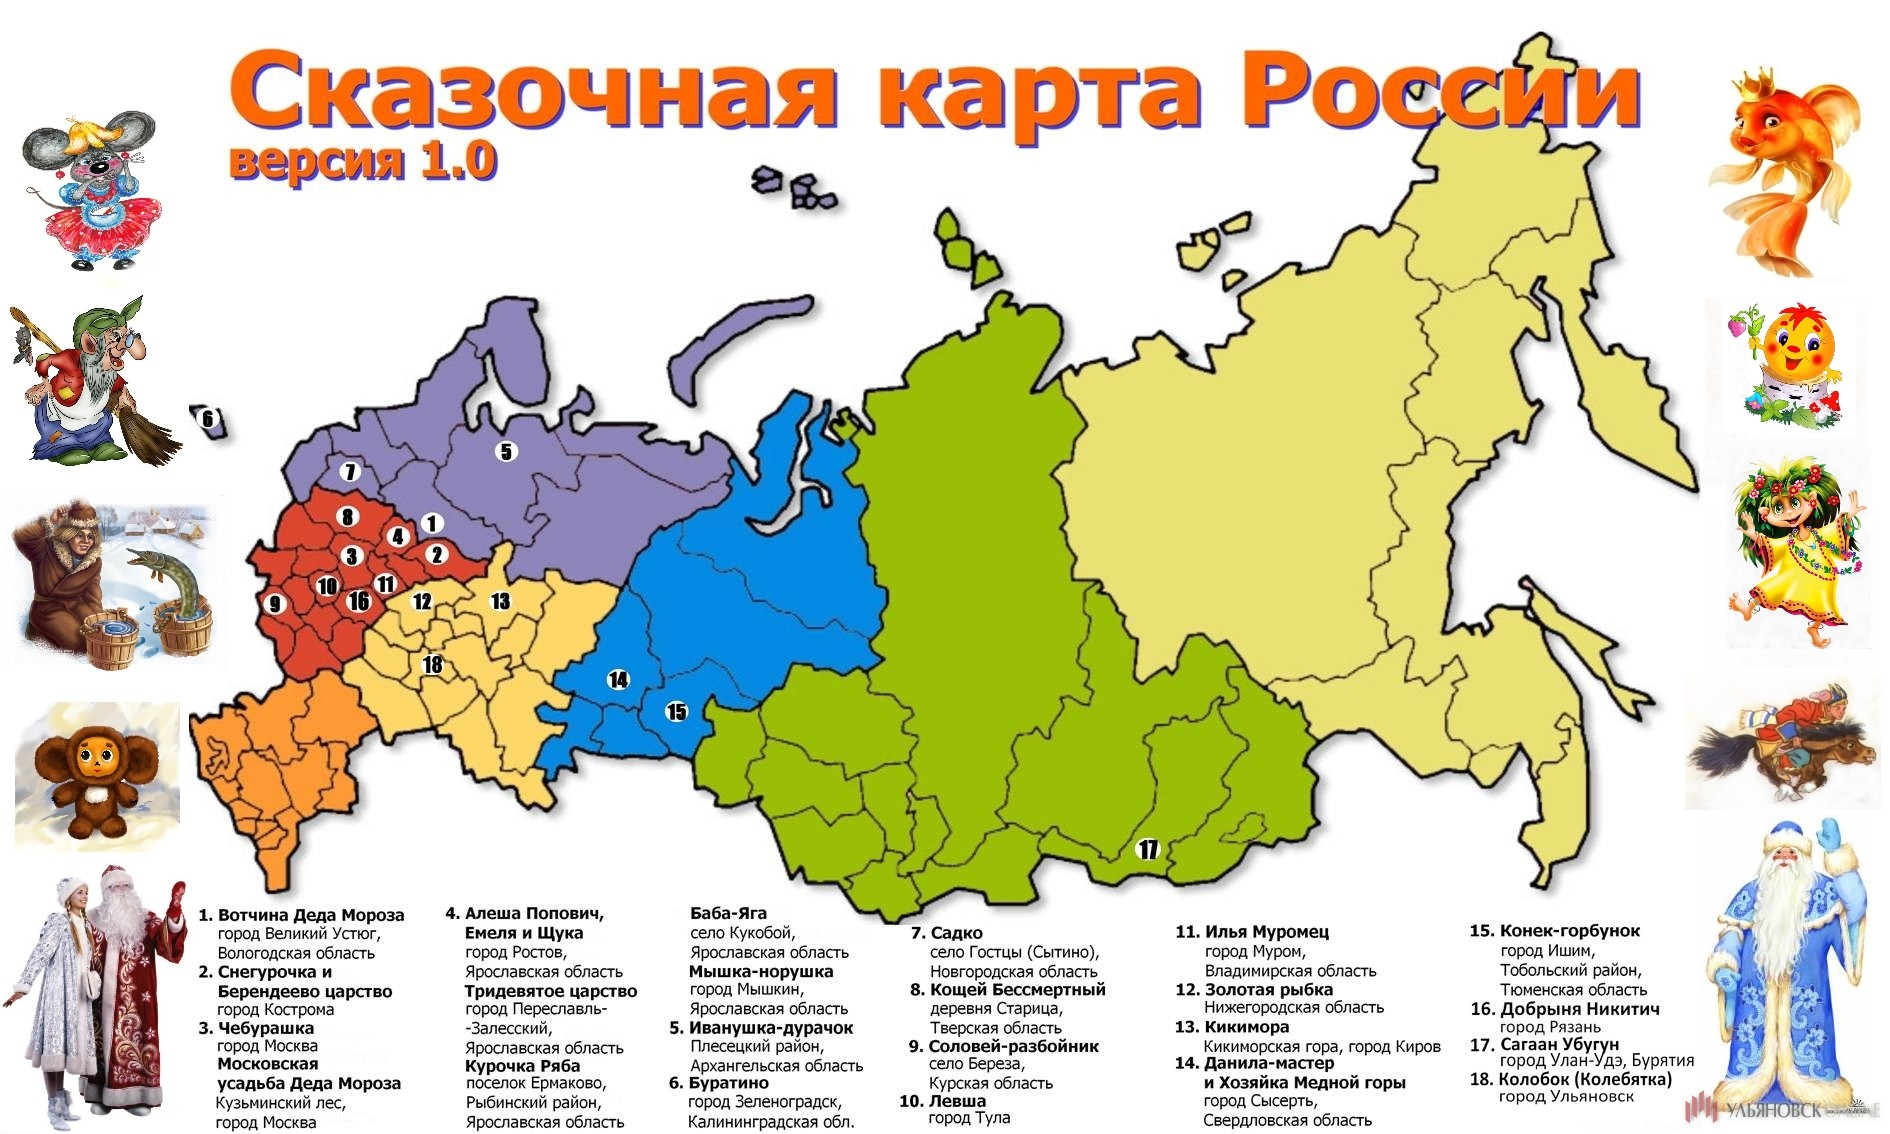 Сказочная карта России
версия 1.0
6
5
7
8
4
1
3
2
10
11
9
16
12
13
18
14
15
17
1. Вотчина Деда Мороза
город Великий Устюг,
Вологодская область
2. Снегурочка и
Берендеево царство
город Кострома
3. Чебурашка
город Москва
Московская
усадьба Деда Мороза
Кузьминский лес,
город Москва
4. Алеша Попович,
Емеля и Щука
город Ростов,
Ярославская область
Тридевятое царство
город Переславль-
-Залесский,
Ярославская область
Курочка Ряба
поселок Ермаково,
Рыбинский район,
Ярославская область
Баба-Яга
село Кукобой,
Ярославская область
Мышка-норушка
город Мышкин,
Ярославская область
5. Иванушка-дурачок
Плесецкий район,
Архангельская область
6. Буратино
город Зеленоградск,
Калининградская обл.
7. Садко
село Гостцы (Сытино),
Новгородская область
8. Кощей Бессмертный
деревня Старица,
Тверская область
9. Соловей-разбойник
село Береза,
Курская область
10. Левша
город Тула
11. Илья Муромец
город Муром,
Владимирская область
12. Золотая рыбка
Нижегородская область
13. Кикимора
Кикиморская гора, город Киров
14. Данила-мастер
и Хозяйка Медной горы
город Сысерть,
Свердловская область
15. Конек-горбунок
город Ишим,
Тобольский район,
Тюменская область
16. Добрыня Никитич
город Рязань
17. Сагаан Убугун
город Улан-Удэ, Бурятия
18. Колобок (Колебятка)
город Ульяновск
УЛЬЯНОВСК